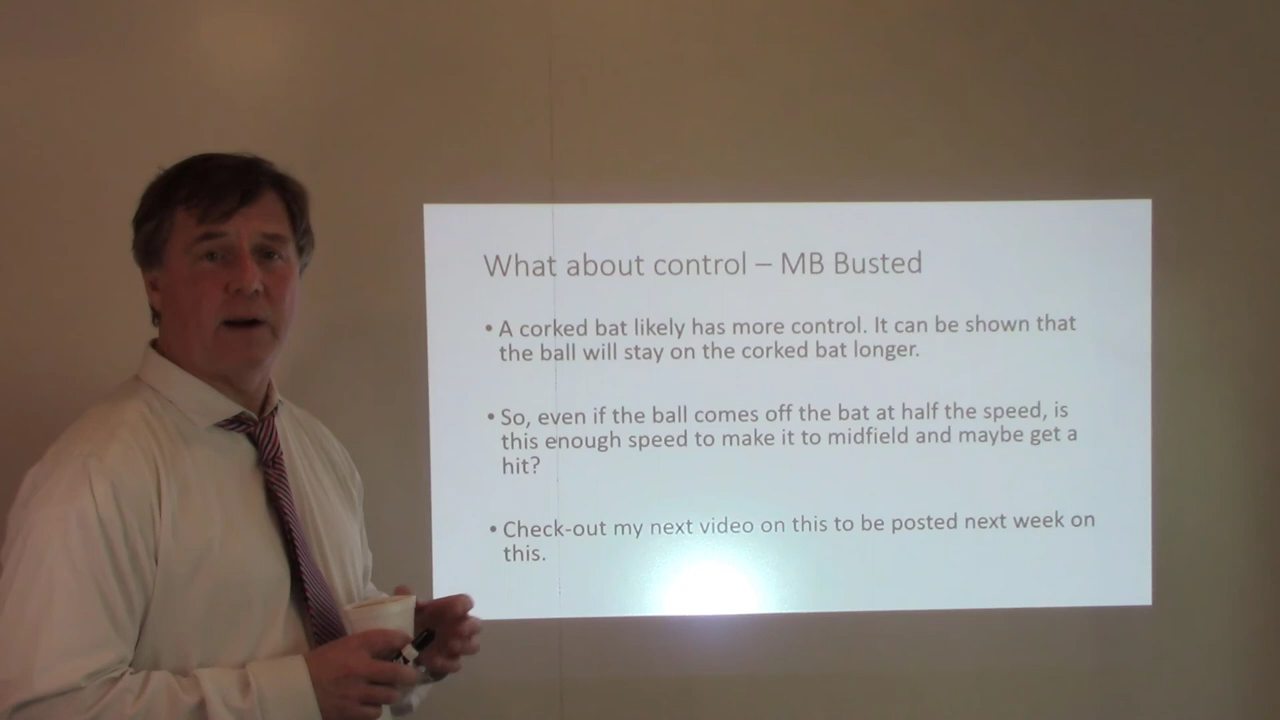 What about control – MB Busted
• A corked bat likely has more control. It can be shown that
the ball will stay on the corked bat longer.
• So, even if the ball comes off the bat at half the speed, is
this enough speed to make it to midfield and maybe get a
hit?
• Check-out my next video on this to be posted next week on
this.